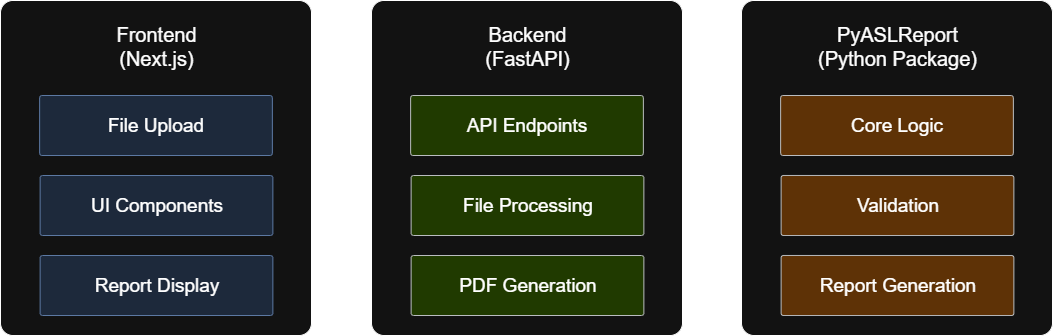 Frontend
(Next.js)
File Upload
UI Components
Report Display
Backend
(FastAPI)
API Endpoints
File Processing
PDF Generation
PyASLReport
(Python Package)
Core Logic
Validation
Report Generation